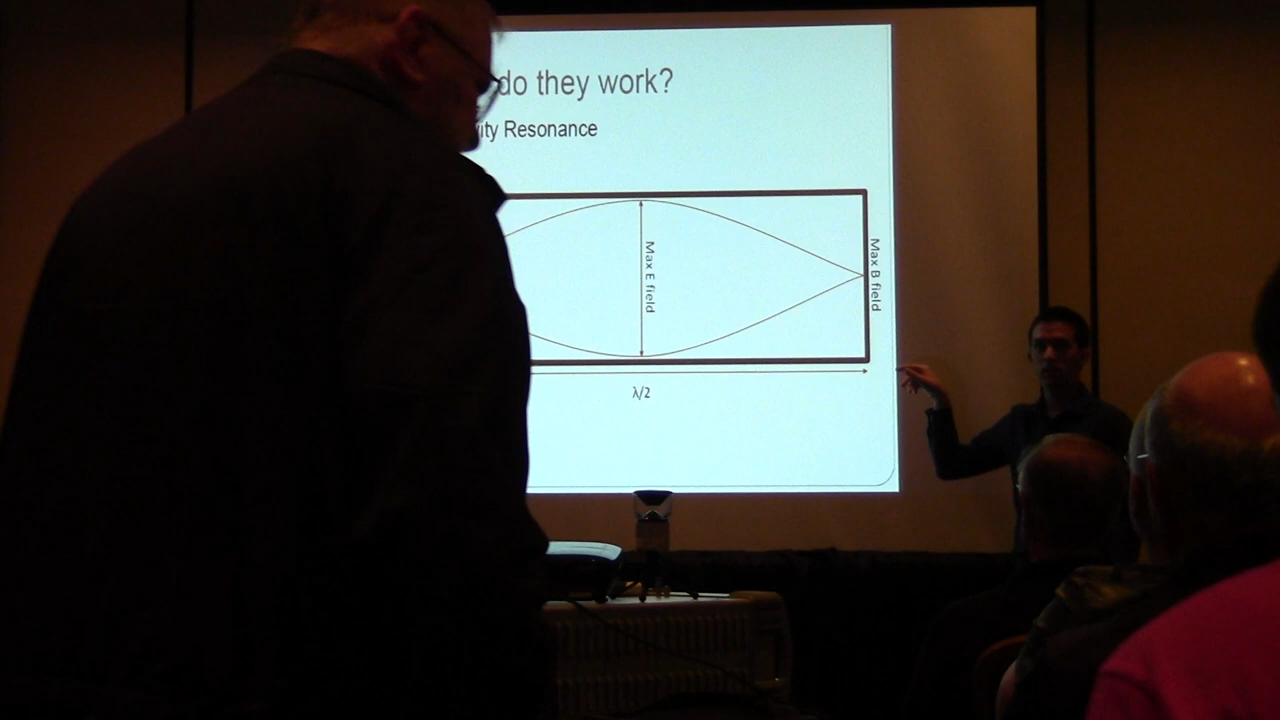 do they work?
ity Resonance
Max E field
Max B field
λ/2